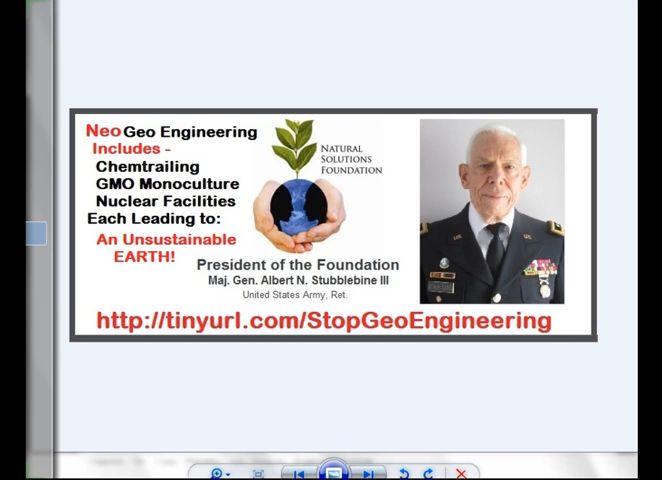 Neo Geo Engineering
Includes -
Chemtrailing
GMO Monoculture
Nuclear Facilities
Each Leading to:
An Unsustainable
EARTH!
NATURAL
SOLUTIONS
FOUNDATION
President of the Foundation
Maj. Gen. Albert N. Stubblebine III
United States Army, Ret.
http://tinyurl.com/StopGeoEngineering